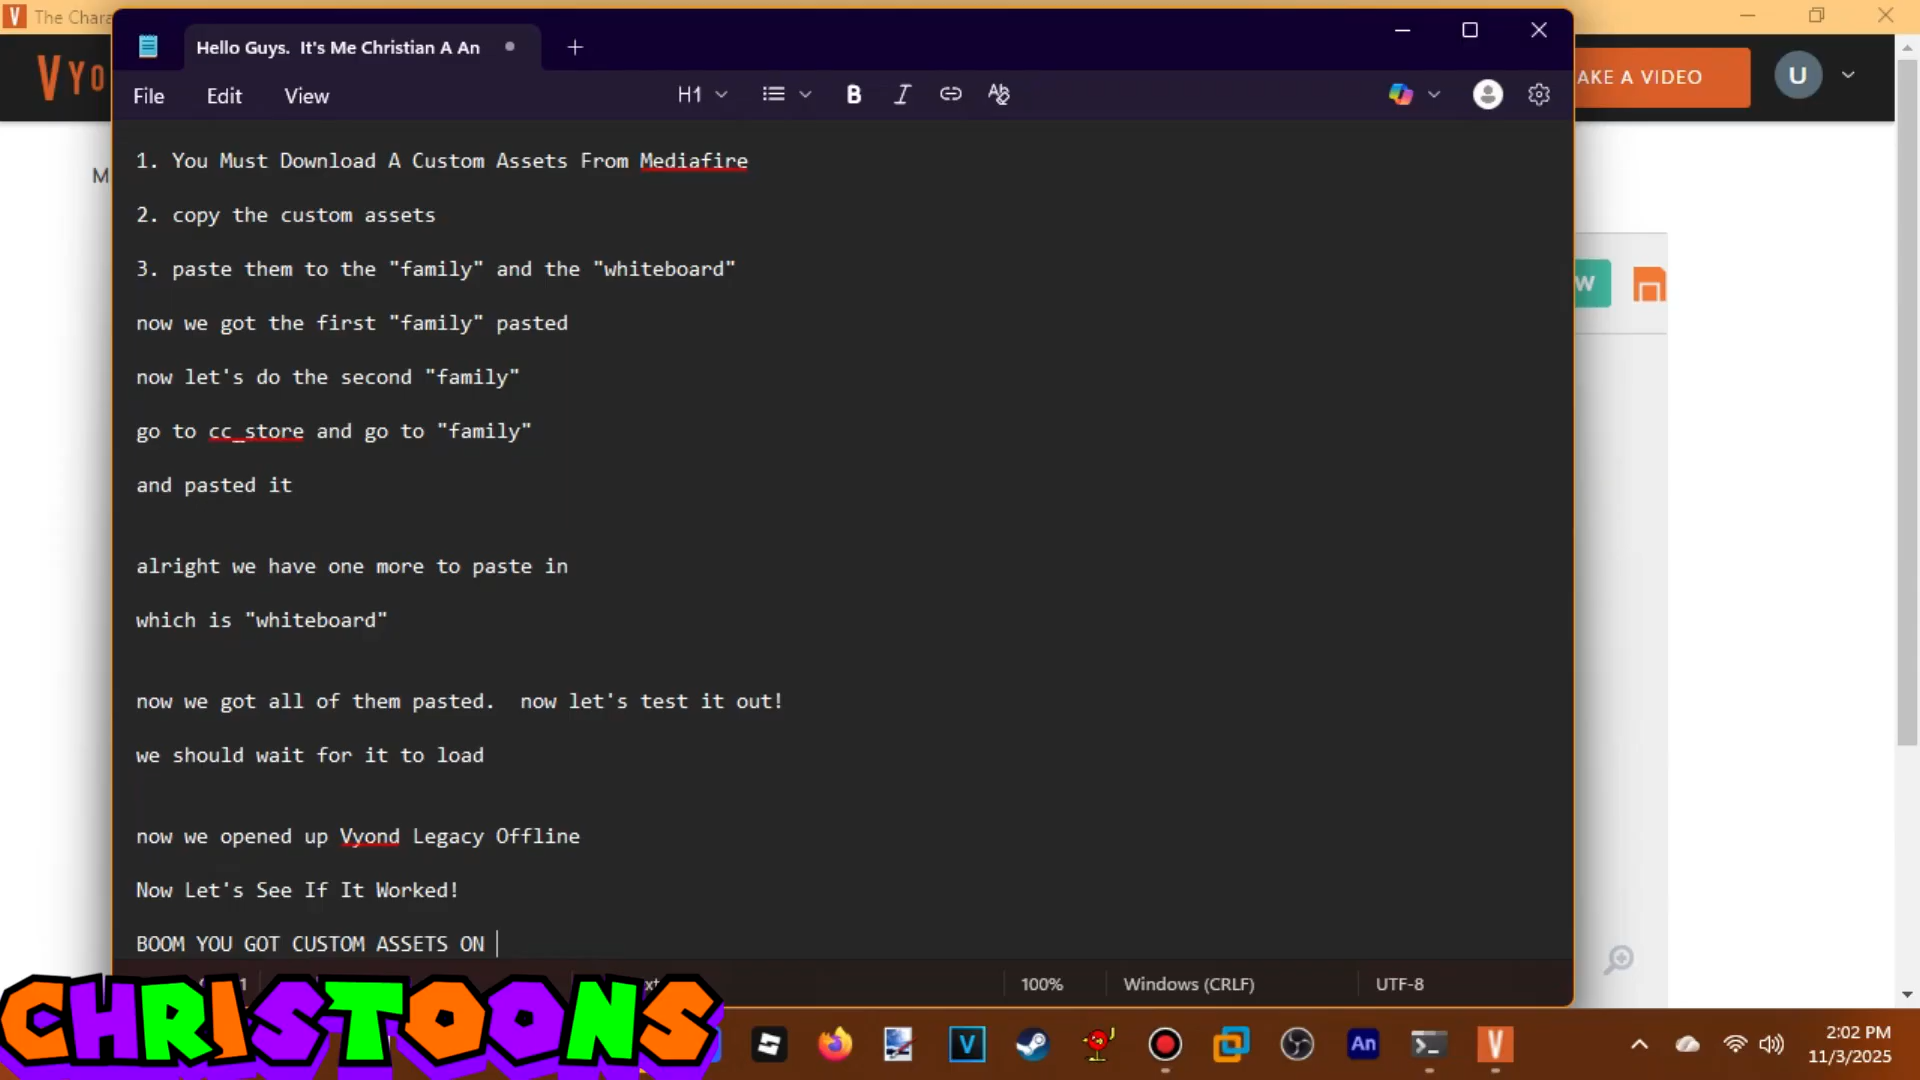 The Chara
Hello Guys.  It's Me Christian A An
VYO
AKE A VIDEO
U
File
Edit
View
H1
B
I
M
W
1. You Must Download A Custom Assets From Mediafire
2. copy the custom assets
3. paste them to the "family" and the "whiteboard"
now we got the first "family" pasted
now let's do the second "family"
go to cc_store and go to "family"
and pasted it
alright we have one more to paste in
which is "whiteboard"
now we got all of them pasted.  now let's test it out!
we should wait for it to load
now we opened up Vyond Legacy Offline
Now Let's See If It Worked!
BOOM YOU GOT CUSTOM ASSETS ON
100%
Windows (CRLF)
UTF-8
CHRISTOONS
V
An
V
2:02 PM
11/3/2025